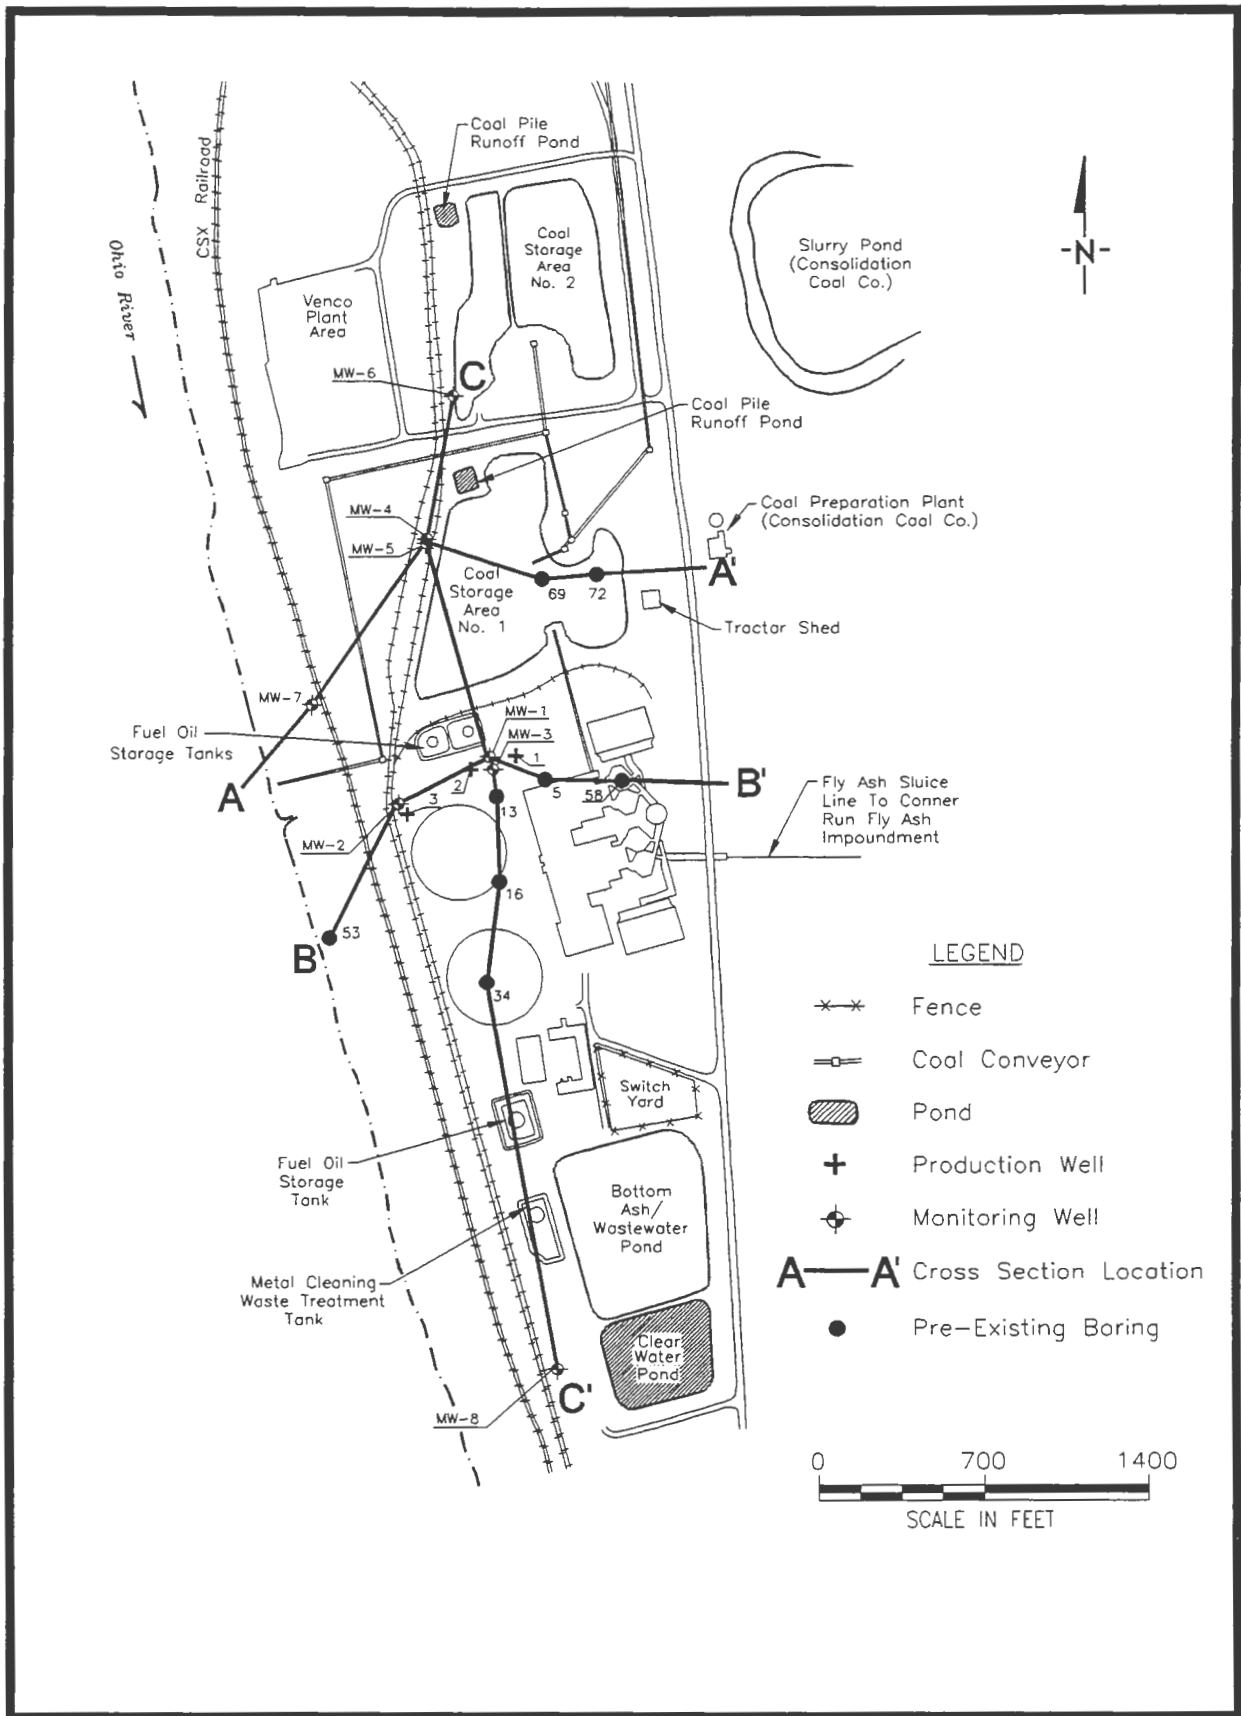 Coal Pile
Runoff Pond
CSX Railroad
Ohio River
Coal
Storage
Area
No. 2
Slurry Pond
(Consolidation
Coal Co.)
-N-
Venco
Plant
Area
MW-6
C
Coal Pile
Runoff Pond
MW-4
MW-5
Coal Preparation Plant
(Consolidation Coal Co.)
Coal
Storage
Area
No. 1
69
72
A'
Tractor Shed
MW-7
MW-1
MW-3
Fuel Oil
Storage Tanks
1
2
3
5
58
B'
A
13
Fly Ash Sluice
Line To Conner
Run Fly Ash
Impoundment
MW-2
16
53
B
34
LEGEND
Fence
Coal Conveyor
Pond
Production Well
Monitoring Well
A A' Cross Section Location
Pre-Existing Boring
Switch
Yard
Fuel Oil
Storage
Tank
Bottom
Ash/
Wastewater
Pond
Metal Cleaning
Waste Treatment
Tank
Clear
Water
Pond
C'
MW-8
0 700 1400
SCALE IN FEET